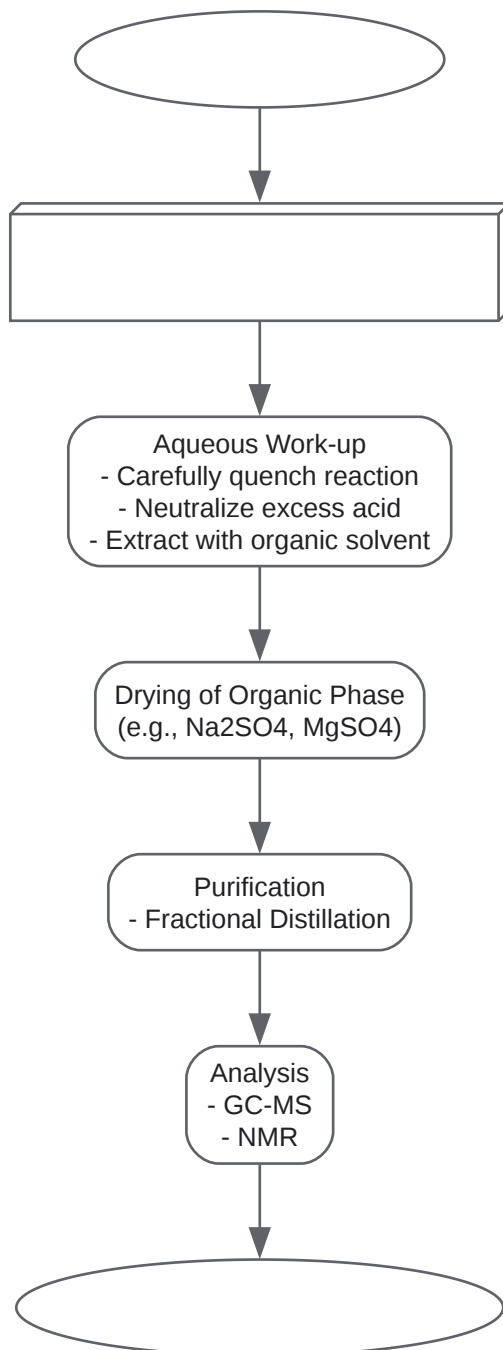 Aqueous Work-up
- Carefully quench reaction
- Neutralize excess acid
- Extract with organic solvent
Drying of Organic Phase
(e.g., Na2SO4, MgSO4)
Purification
- Fractional Distillation
Analysis
- GC-MS
- NMR